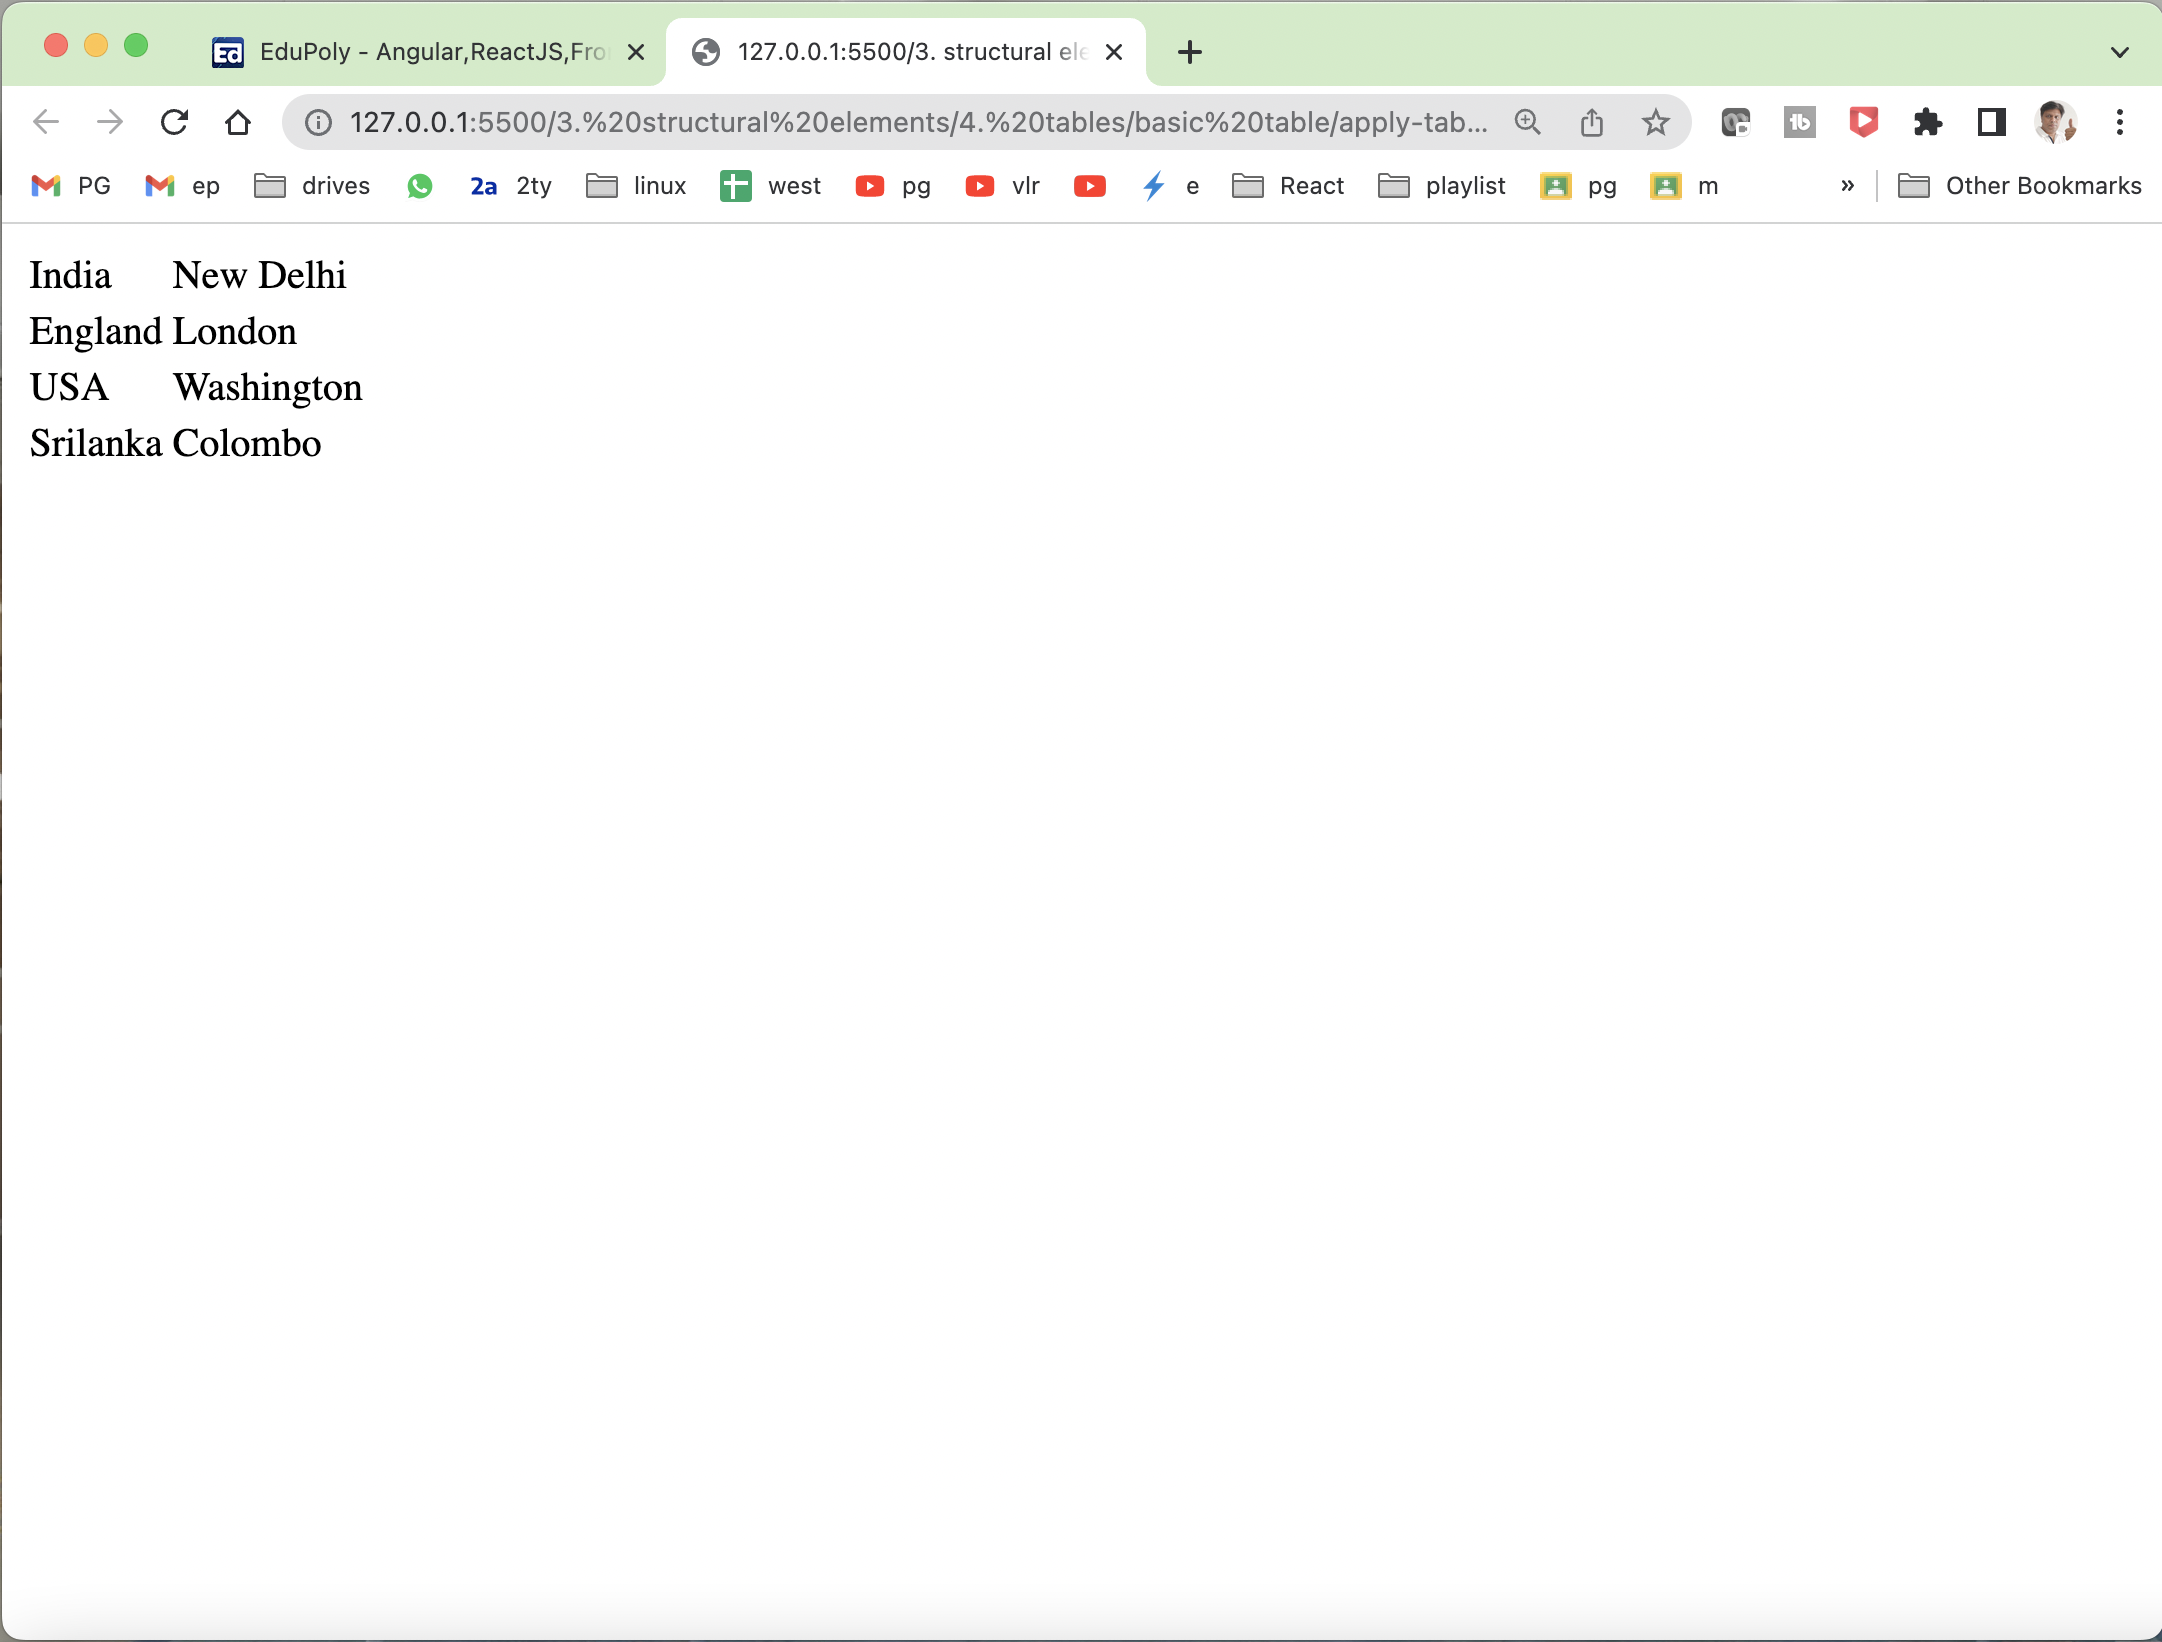 Ed EduPoly - Angular,ReactJS,Fro 127.0.0.1:5500/3. structural ele
127.0.0.1:5500/3.%20structural%20elements/4.%20tables/basic%20table/apply-tab...
PG ep drives 2a 2ty linux west pg vlr e React playlist pg m » Other Bookmarks
India New Delhi
England London
USA Washington
Srilanka Colombo